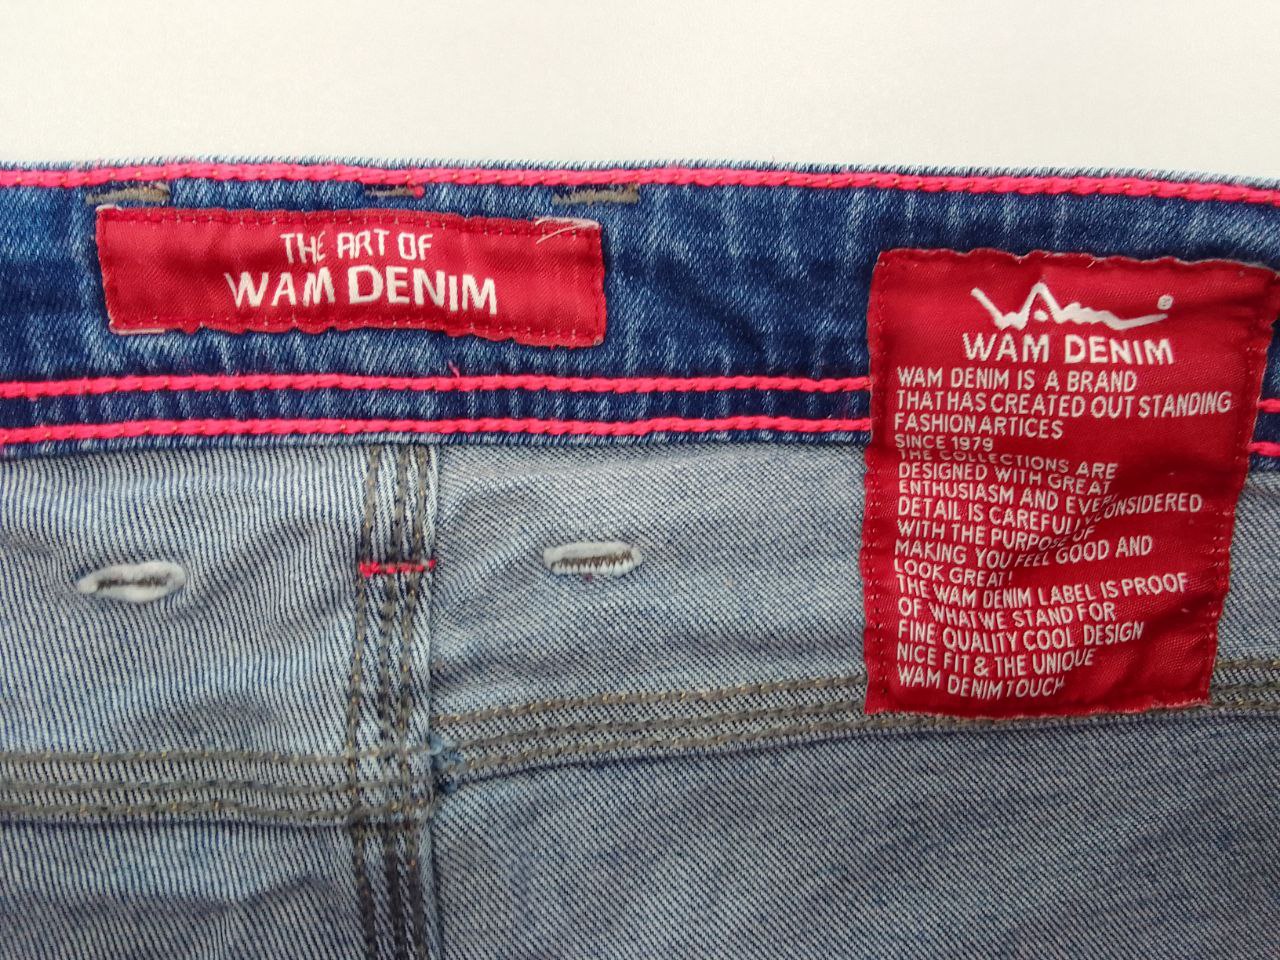 THE ART OF
WAM DENIM
WAM ®
WAM DENIM
WAM DENIM IS A BRAND
THAT HAS CREATED OUT STANDING
FASHION ARTICES
SINCE 1979
THE COLLECTIONS ARE
DESIGNED WITH GREAT
ENTHUSIASM AND EVERY
DETAIL IS CAREFULLY CONSIDERED
WITH THE PURPOSE OF
MAKING YOU FEEL GOOD AND
LOOK GREAT!
THE WAM DENIM LABEL IS PROOF
OF WHAT WE STAND FOR
FINE QUALITY COOL DESIGN
NICE FIT & THE UNIQUE
WAM DENIM TOUCH